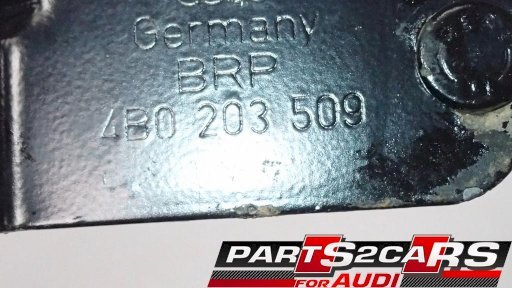 Germany
BRP
4B0 203 509
PARTS2CARS
FOR AUDI